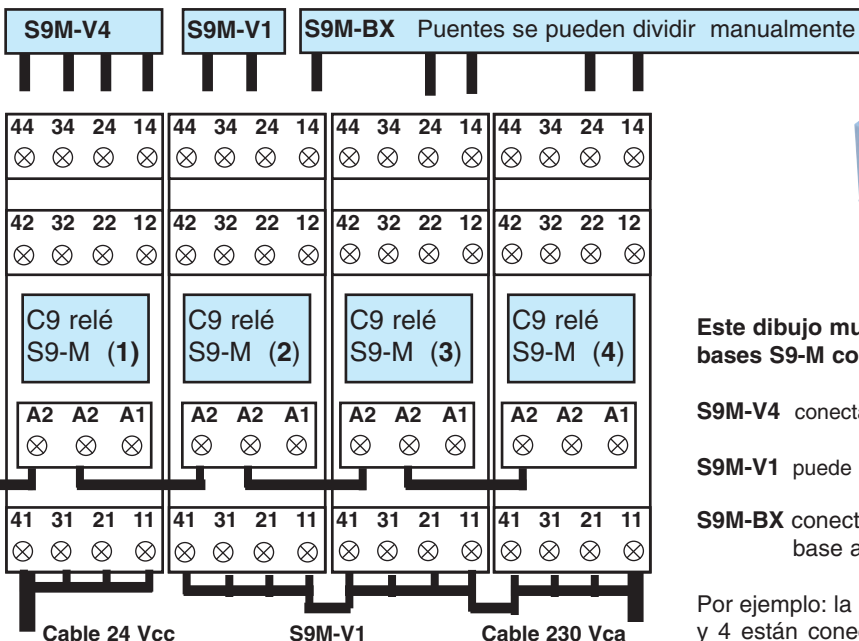 S9M-V4 S9M-V1 S9M-BX Puentes se pueden dividir manualmente
44 34 24 14 44 34 24 14 44 34 24 14 44 34 24 14
42 32 22 12 42 32 22 12 42 32 22 12 42 32 22 12
C9 relé C9 relé C9 relé C9 relé
S9-M (1) S9-M (2) S9-M (3) S9-M (4)
A2 A2 A1 A2 A2 A1 A2 A2 A1 A2 A2 A1
41 31 21 11 41 31 21 11 41 31 21 11 41 31 21 11
Cable 24 Vcc S9M-V1 Cable 230 Vca
Este dibujo mu
bases S9-M co
S9M-V4 conecta
S9M-V1 puede
S9M-BX conect
base a
Por ejemplo: la
y 4 están cone